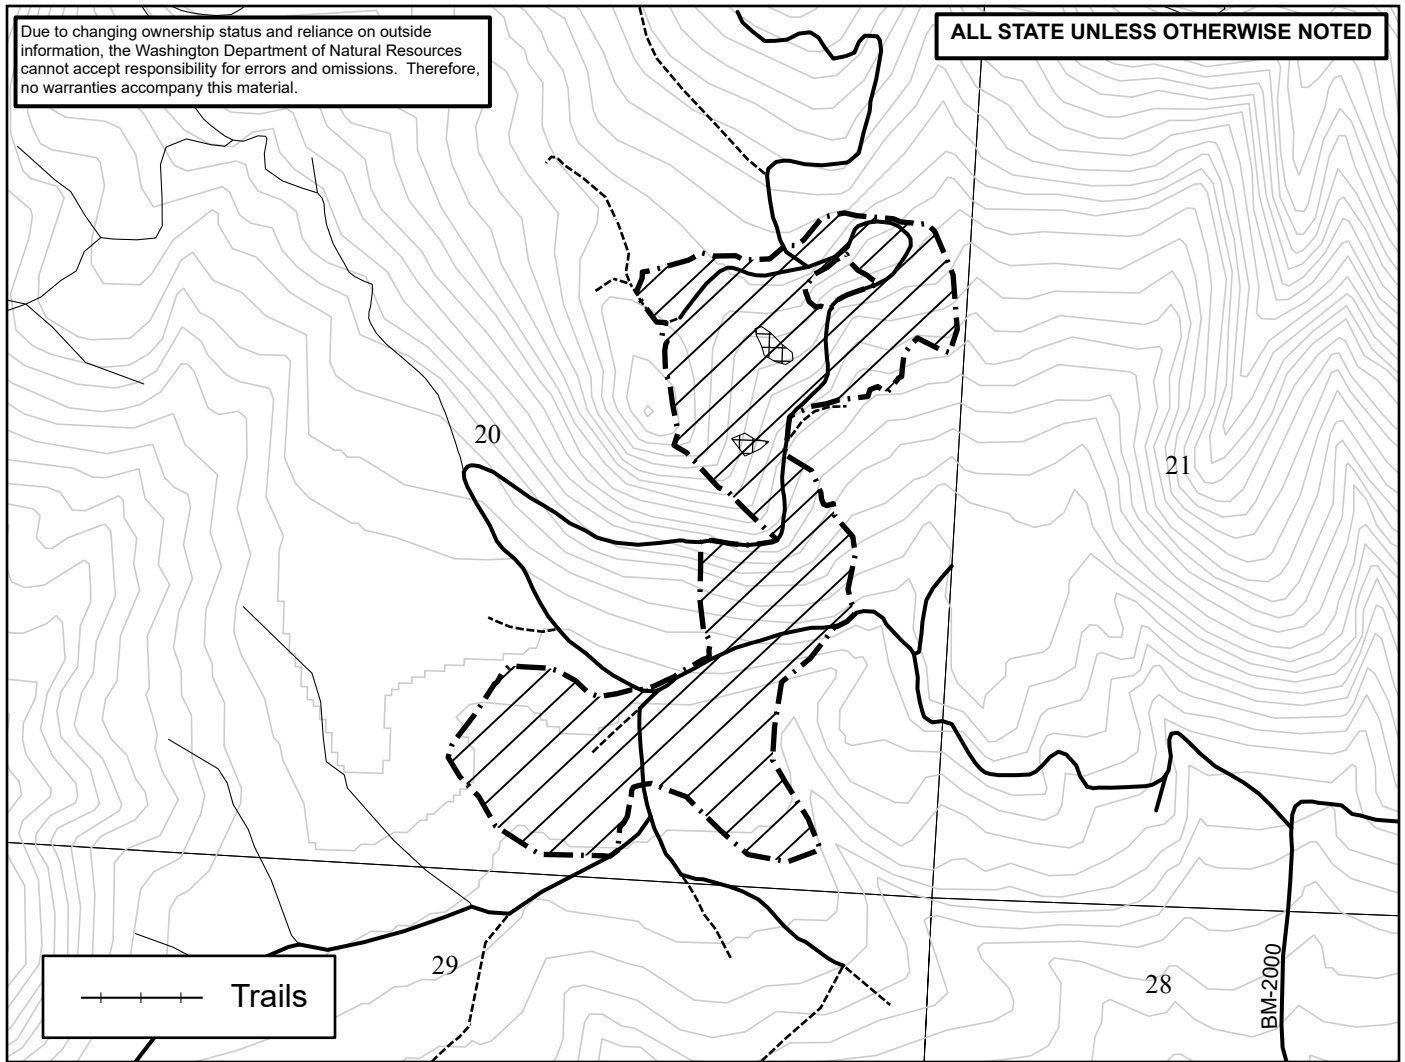 Due to changing ownership status and reliance on outside
information, the Washington Department of Natural Resources
cannot accept responsibility for errors and omissions.  Therefore,
no warranties accompany this material.
ALL STATE UNLESS OTHERWISE NOTED
20
21
29
28
BM-2000
Trails